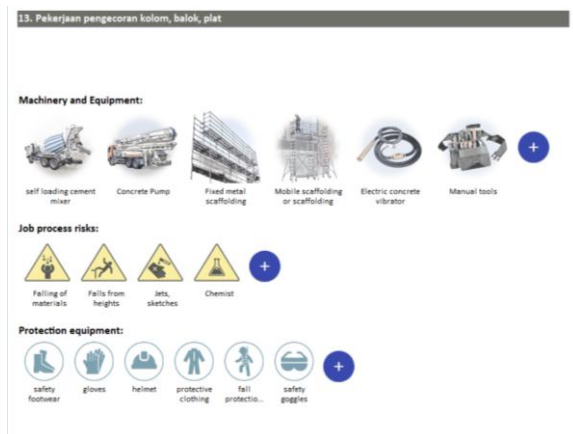 13. Pekerjaan pengecoran kolom, balok, plat
Machinery and Equipment:
self loading cement
mixer
Concrete Pump
Fixed metal
scaffolding
Mobile scaffolding
or scaffolding
Electric concrete
vibrator
Manual tools
Job process risks:
Falling of
materials
Falls from
heights
Jets,
sketches
Chemist
Protection equipment:
safety
footwear
gloves
helmet
protective
clothing
fall
protectio...
safety
goggles